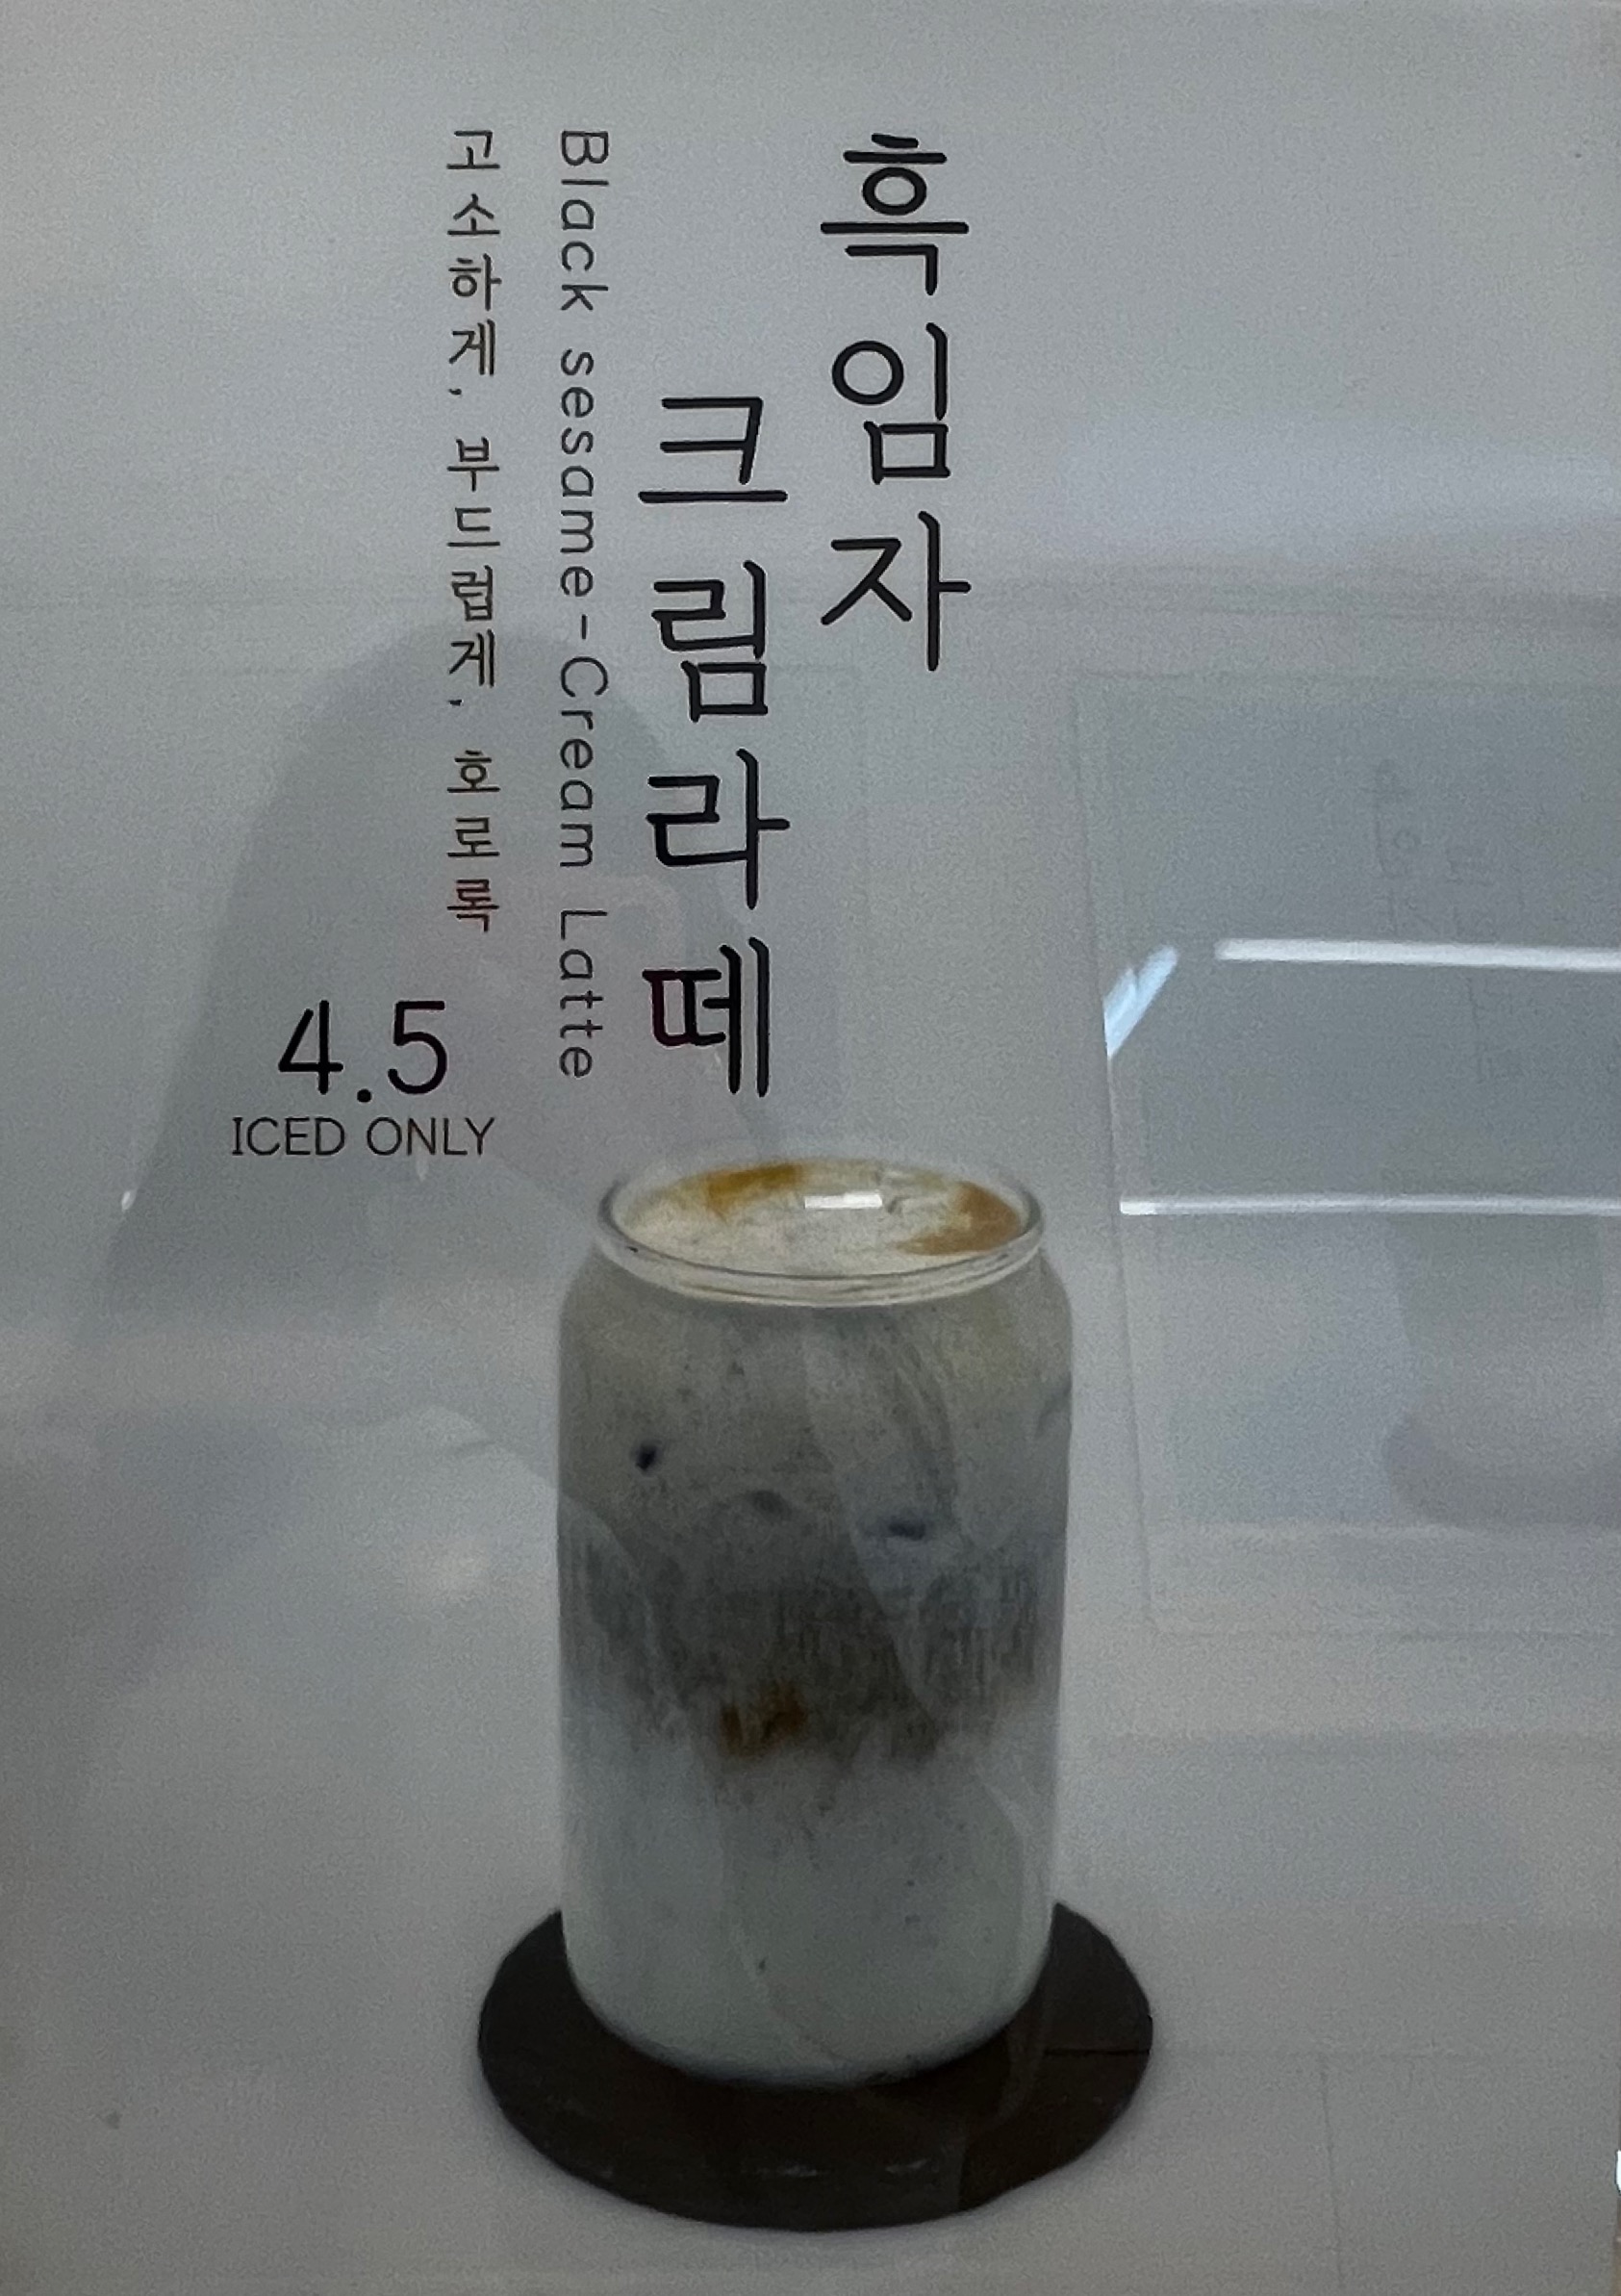 흑임자
크림라떼
Black sesame-Cream Latte
고소하게, 부드럽게, 호로록
4.5
ICED ONLY